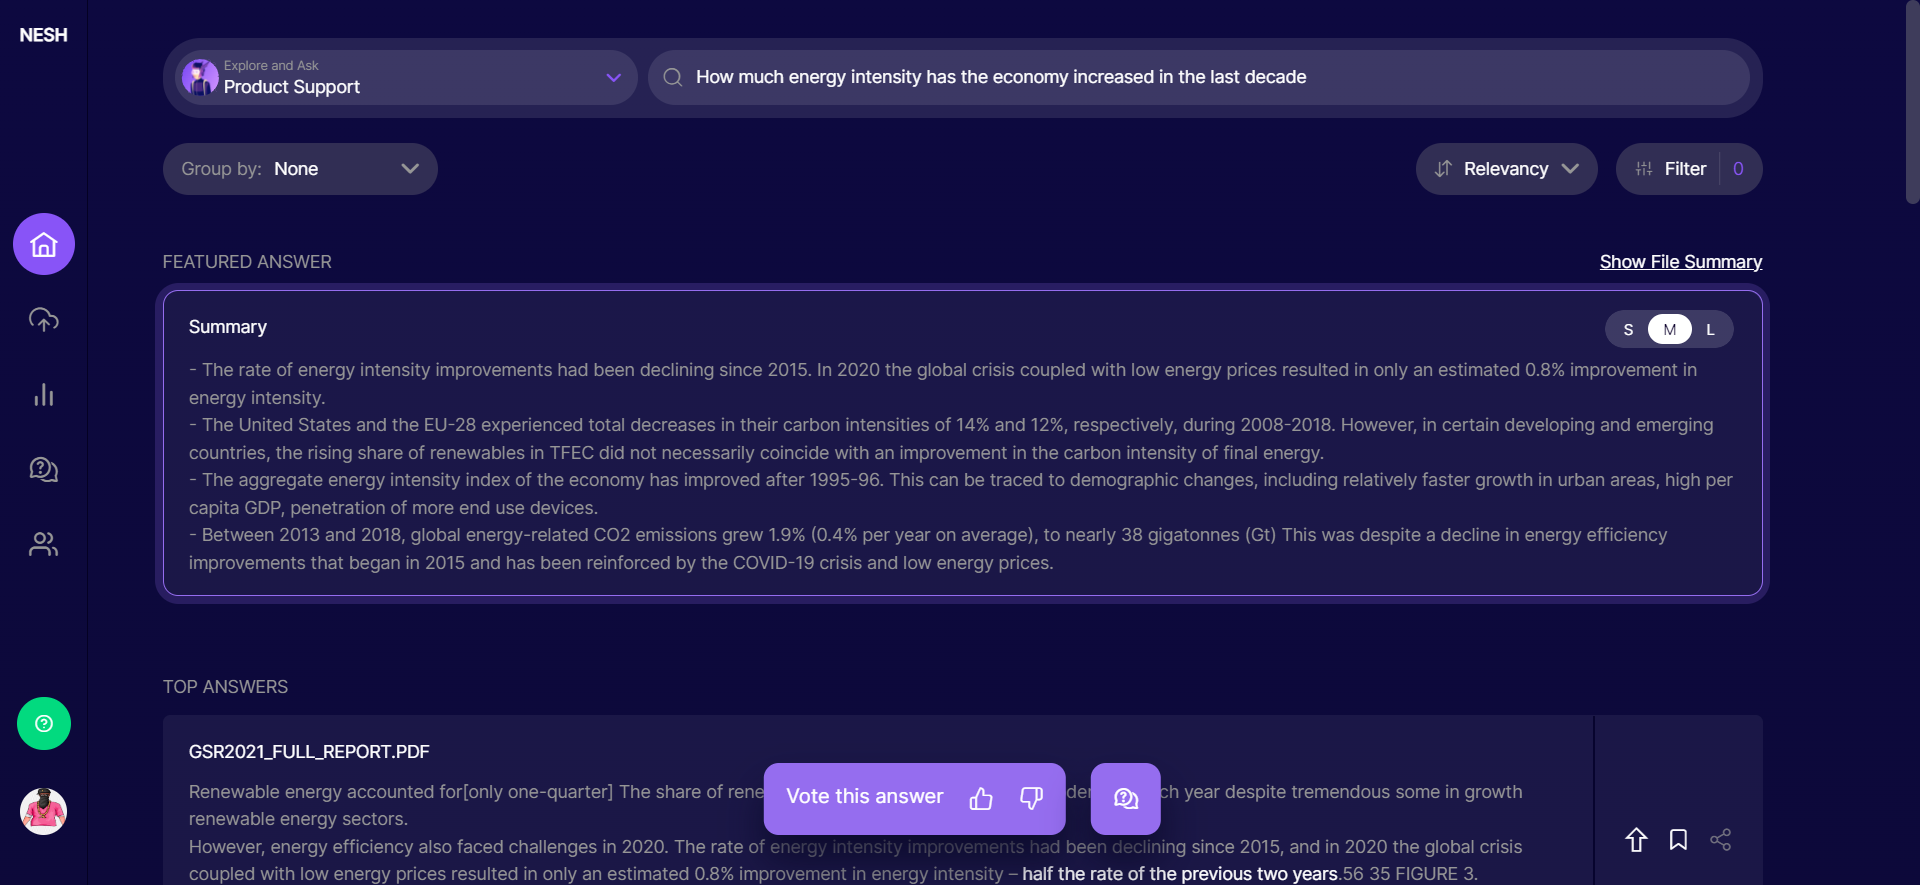 NESH
Explore and Ask
Product Support
How much energy intensity has the economy increased in the last decade
Group by: None
Relevancy
Filter 0
FEATURED ANSWER
Show File Summary
Summary
S M L
- The rate of energy intensity improvements had been declining since 2015. In 2020 the global crisis coupled with low energy prices resulted in only an estimated 0.8% improvement in
energy intensity.
- The United States and the EU-28 experienced total decreases in their carbon intensities of 14% and 12%, respectively, during 2008-2018. However, in certain developing and emerging
countries, the rising share of renewables in TFEC did not necessarily coincide with an improvement in the carbon intensity of final energy.
- The aggregate energy intensity index of the economy has improved after 1995-96. This can be traced to demographic changes, including relatively faster growth in urban areas, high per
capita GDP, penetration of more end use devices.
- Between 2013 and 2018, global energy-related CO2 emissions grew 1.9% (0.4% per year on average), to nearly 38 gigatonnes (Gt) This was despite a decline in energy efficiency
improvements that began in 2015 and has been reinforced by the COVID-19 crisis and low energy prices.
TOP ANSWERS
GSR2021_FULL_REPORT.PDF
Vote this answer
Renewable energy accounted for[only one-quarter] The share of year despite tremendous some in growth
renewable energy sectors.
However, energy efficiency also faced challenges in 2020. The rate of energy intensity improvements had been declining since 2015, and in 2020 the global crisis
coupled with low energy prices resulted in only an estimated 0.8% improvement in energy intensity – half the rate of the previous two years.56 35 FIGURE 3.